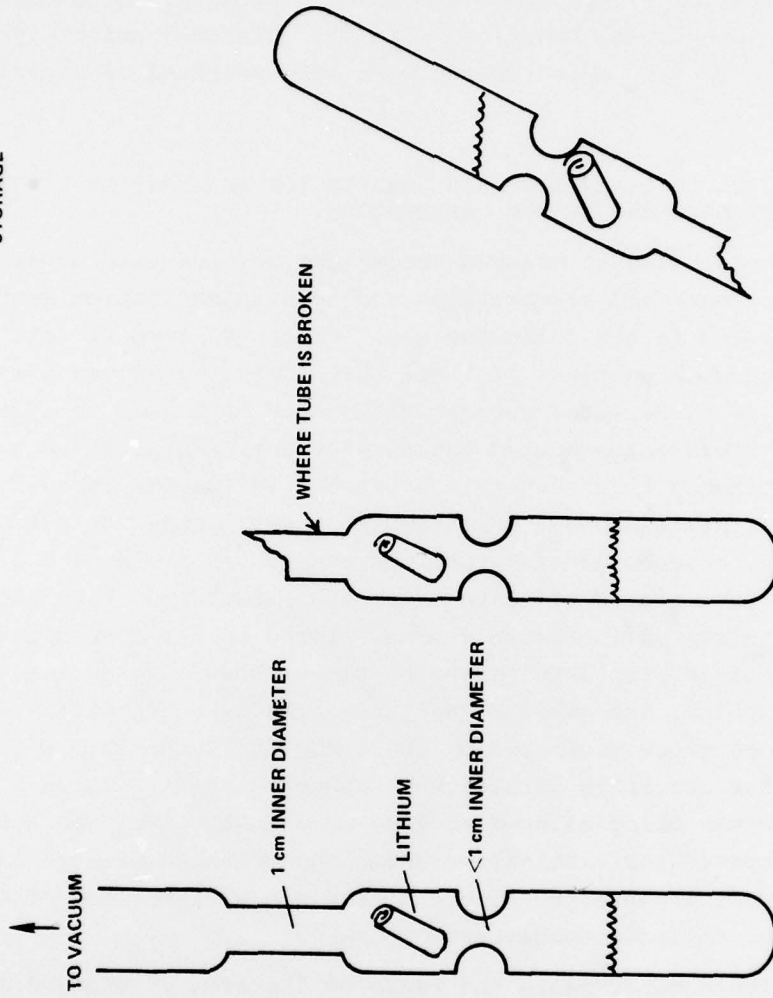 STORAGE
TO VACUUM
1 cm INNER DIAMETER
LITHIUM
<1 cm INNER DIAMETER
WHERE TUBE IS BROKEN